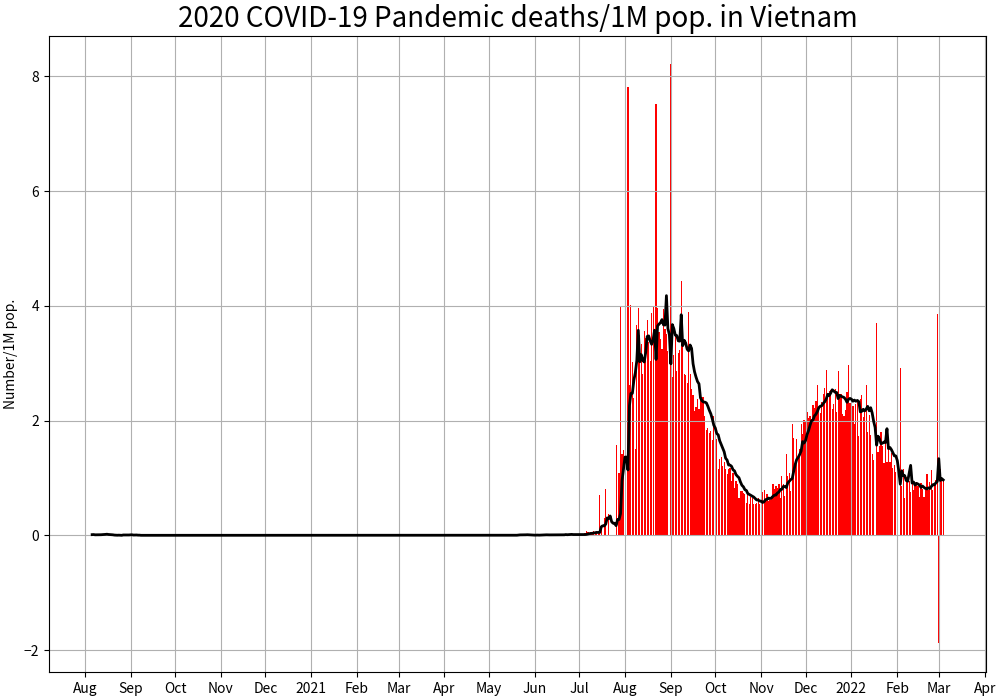 2020 COVID-19 Pandemic deaths/1M pop. in Vietnam
Number/1M pop.
8
6
4
2
0
−2
Aug Sep Oct Nov Dec 2021 Feb Mar Apr May Jun Jul Aug Sep Oct Nov Dec 2022 Feb Mar Apr